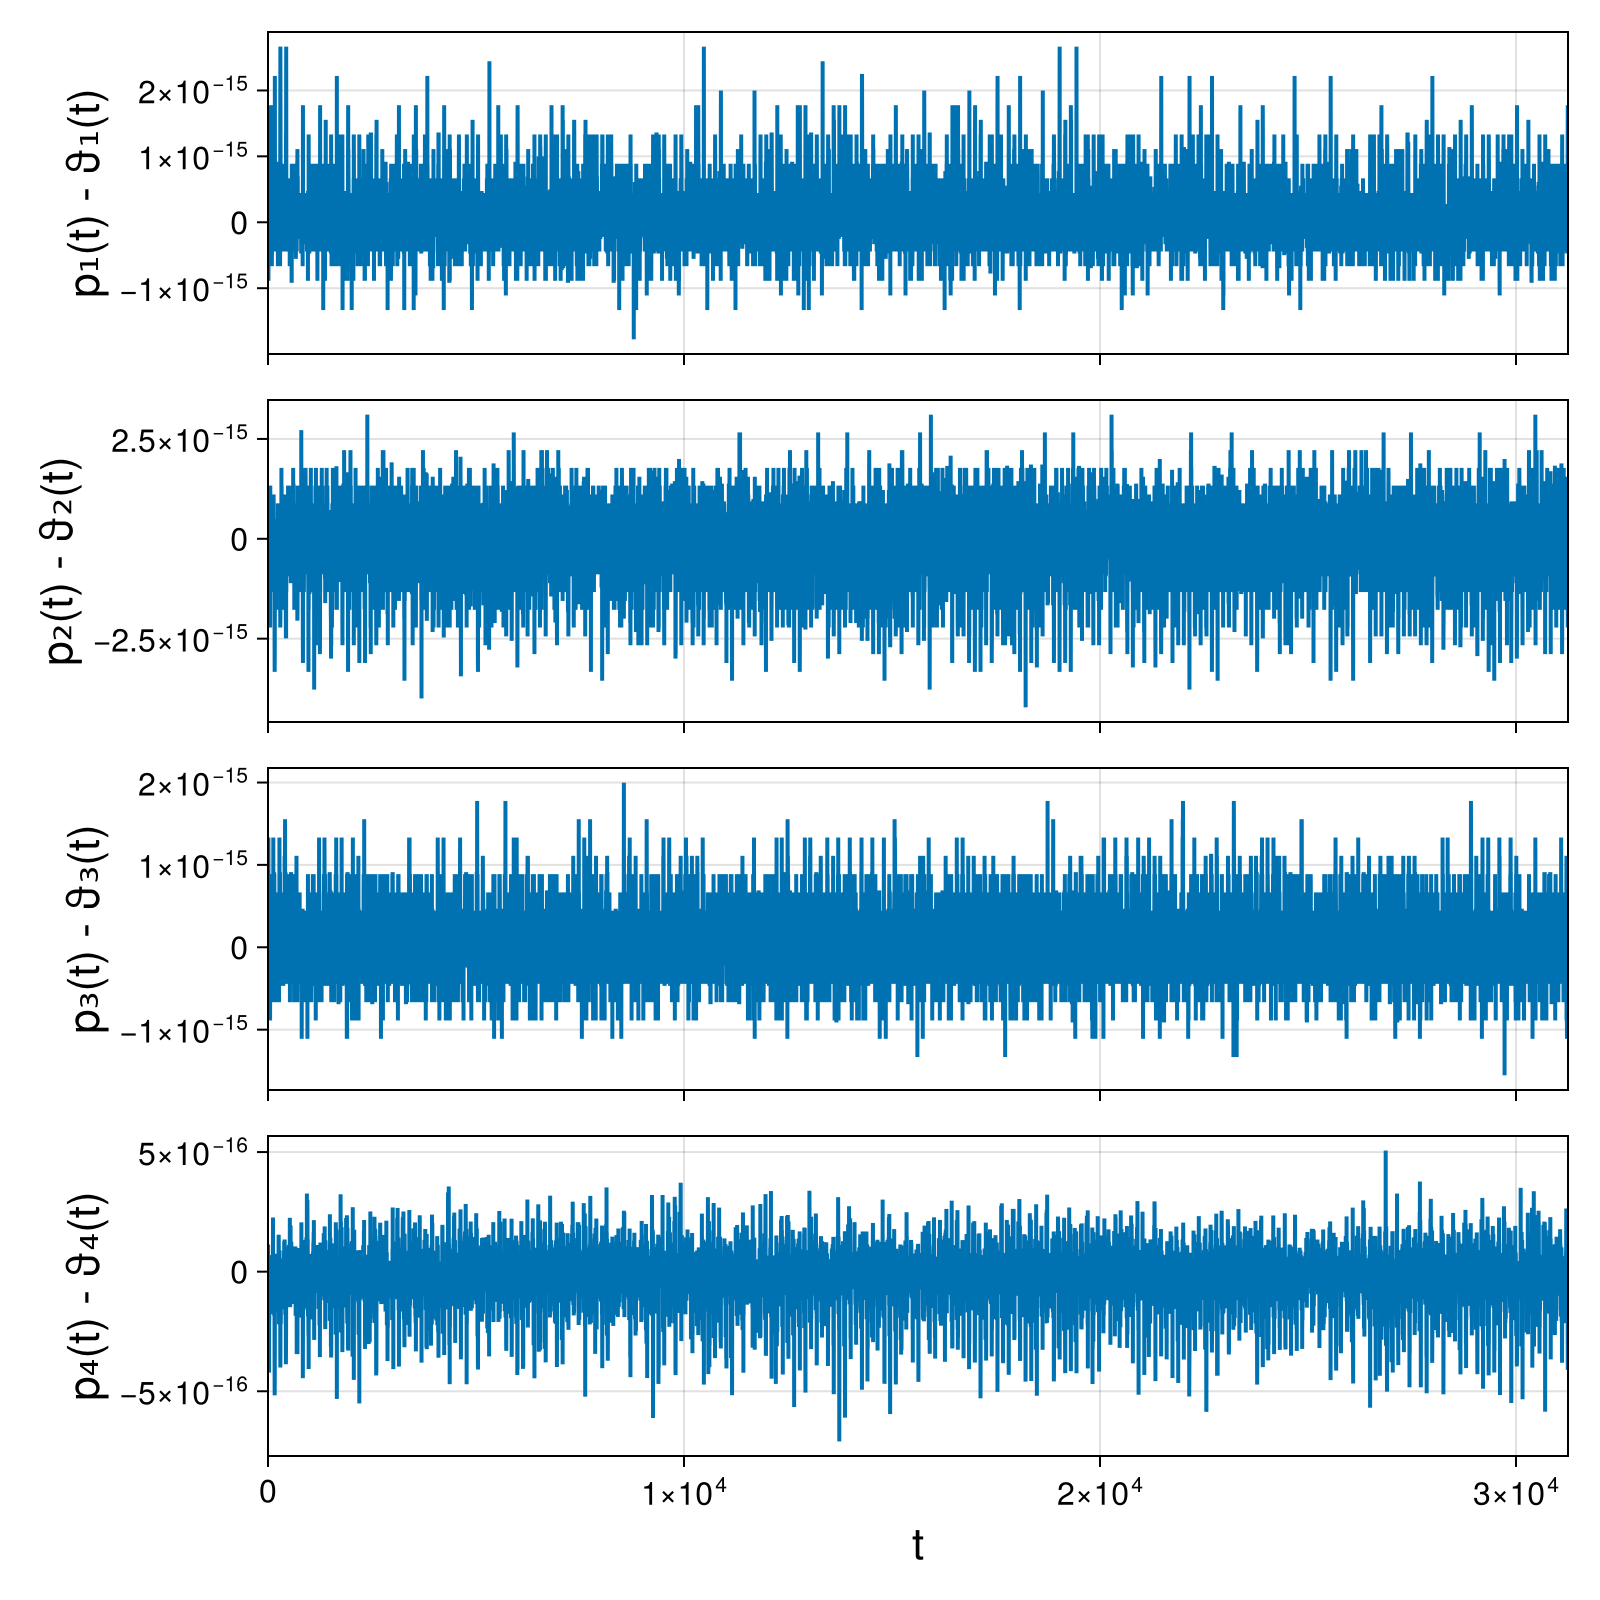 p₁(t) - ϑ₁(t)
2×10⁻¹⁵
1×10⁻¹⁵
0
−1×10⁻¹⁵
p₂(t) - ϑ₂(t)
2.5×10⁻¹⁵
0
−2.5×10⁻¹⁵
p₃(t) - ϑ₃(t)
2×10⁻¹⁵
1×10⁻¹⁵
0
−1×10⁻¹⁵
p₄(t) - ϑ₄(t)
5×10⁻¹⁶
0
−5×10⁻¹⁶
0 1×10⁴ 2×10⁴ 3×10⁴
t